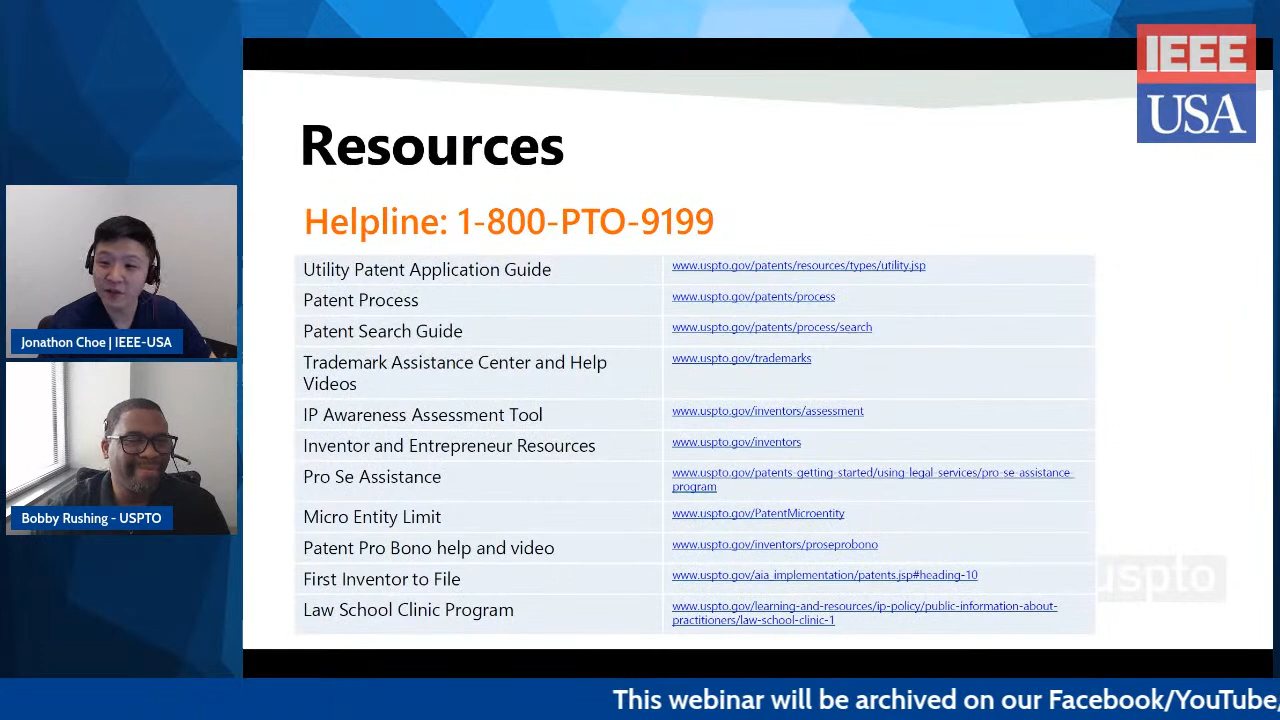 IEEE
USA
Resources
Helpline: 1-800-PTO-9199
Utility Patent Application Guide
www.uspto.gov/patents/resources/types/utility.jsp
Patent Process
www.uspto.gov/patents/process
Patent Search Guide
www.uspto.gov/patents/process/search
Trademark Assistance Center and Help
Videos
www.uspto.gov/trademarks
IP Awareness Assessment Tool
www.uspto.gov/inventors/assessment
Inventor and Entrepreneur Resources
www.uspto.gov/inventors
Pro Se Assistance
www.uspto.gov/patents-getting-started/using-legal-services/pro-se-assistance-
program
Micro Entity Limit
www.uspto.gov/PatentMicroentity
Patent Pro Bono help and video
www.uspto.gov/inventors/proseprobono
First Inventor to File
www.uspto.gov/aia_implementation/patents.jsp#heading-10
Law School Clinic Program
www.uspto.gov/learning-and-resources/ip-policy/public-information-about-
practitioners/law-school-clinic-1
uspto
Jonathon Choe | IEEE-USA
Bobby Rushing - USPTO
This webinar will be archived on our Facebook/YouTube/